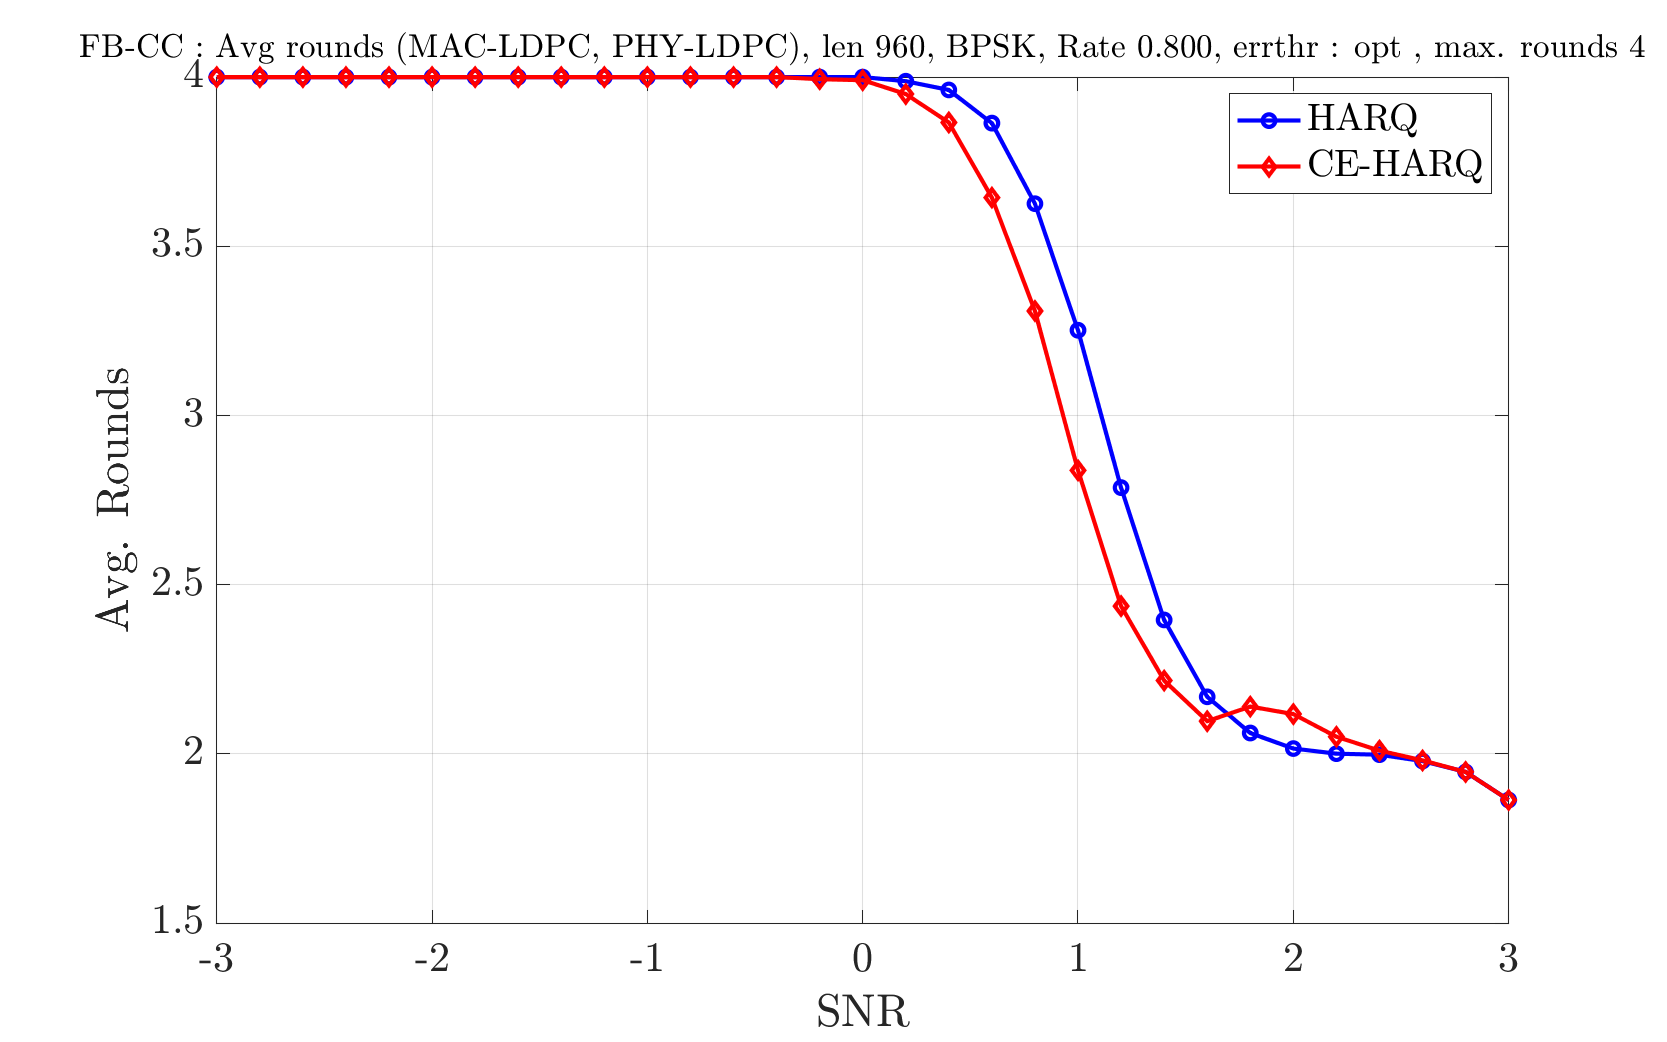 FB-CC : Avg rounds (MAC-LDPC, PHY-LDPC), len 960, BPSK, Rate 0.800, errthr : opt , max. rounds 4
HARQ
CE-HARQ
Avg. Rounds
4
3.5
3
2.5
2
1.5
-3 -2 -1 0 1 2 3
SNR